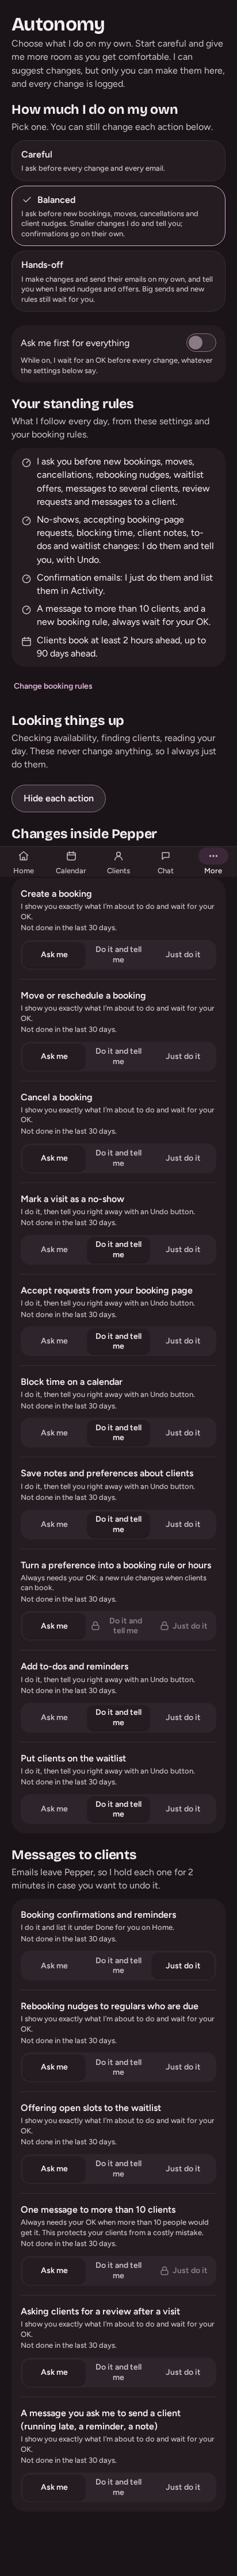 Autonomy
Choose what I do on my own. Start careful and give
me more room as you get comfortable. I can
suggest changes, but only you can make them here,
and every change is logged.
How much I do on my own
Pick one. You can still change each action below.
Careful
I ask before every change and every email.
Balanced
I ask before new bookings, moves, cancellations and
client nudges. Smaller changes I do and tell you;
confirmations go on their own.
Hands-off
I make changes and send their emails on my own, and tell
you when I send nudges and offers. Big sends and new
rules still wait for you.
Ask me first for everything
While on, I wait for an OK before every change, whatever
the settings below say.
Your standing rules
What I follow every day, from these settings and
your booking rules.
I ask you before new bookings, moves,
cancellations, rebooking nudges, waitlist
offers, messages to several clients, review
requests and messages to a client.
No-shows, accepting booking-page
requests, blocking time, client notes, to-
dos and waitlist changes: I do them and tell
you, with Undo.
Confirmation emails: I just do them and list
them in Activity.
A message to more than 10 clients, and a
new booking rule, always wait for your OK.
Clients book at least 2 hours ahead, up to
90 days ahead.
Change booking rules
Looking things up
Checking availability, finding clients, reading your
day. These never change anything, so I always just
do them.
Hide each action
Changes inside Pepper
Home
Calendar
Clients
Chat
More
Create a booking
I show you exactly what I'm about to do and wait for your
OK.
Not done in the last 30 days.
Ask me
Do it and tell
me
Just do it
Move or reschedule a booking
I show you exactly what I'm about to do and wait for your
OK.
Not done in the last 30 days.
Ask me
Do it and tell
me
Just do it
Cancel a booking
I show you exactly what I'm about to do and wait for your
OK.
Not done in the last 30 days.
Ask me
Do it and tell
me
Just do it
Mark a visit as a no-show
I do it, then tell you right away with an Undo button.
Not done in the last 30 days.
Ask me
Do it and tell
me
Just do it
Accept requests from your booking page
I do it, then tell you right away with an Undo button.
Not done in the last 30 days.
Ask me
Do it and tell
me
Just do it
Block time on a calendar
I do it, then tell you right away with an Undo button.
Not done in the last 30 days.
Ask me
Do it and tell
me
Just do it
Save notes and preferences about clients
I do it, then tell you right away with an Undo button.
Not done in the last 30 days.
Ask me
Do it and tell
me
Just do it
Turn a preference into a booking rule or hours
Always needs your OK: a new rule changes when clients
can book.
Not done in the last 30 days.
Ask me
Do it and
tell me
Just do it
Add to-dos and reminders
I do it, then tell you right away with an Undo button.
Not done in the last 30 days.
Ask me
Do it and tell
me
Just do it
Put clients on the waitlist
I do it, then tell you right away with an Undo button.
Not done in the last 30 days.
Ask me
Do it and tell
me
Just do it
Messages to clients
Emails leave Pepper, so I hold each one for 2
minutes in case you want to undo it.
Booking confirmations and reminders
I do it and list it under Done for you on Home.
Not done in the last 30 days.
Ask me
Do it and tell
me
Just do it
Rebooking nudges to regulars who are due
I show you exactly what I'm about to do and wait for your
OK.
Not done in the last 30 days.
Ask me
Do it and tell
me
Just do it
Offering open slots to the waitlist
I show you exactly what I'm about to do and wait for your
OK.
Not done in the last 30 days.
Ask me
Do it and tell
me
Just do it
One message to more than 10 clients
Always needs your OK when more than 10 people would
get it. This protects your clients from a costly mistake.
Not done in the last 30 days.
Ask me
Do it and tell
me
Just do it
Asking clients for a review after a visit
I show you exactly what I'm about to do and wait for your
OK.
Not done in the last 30 days.
Ask me
Do it and tell
me
Just do it
A message you ask me to send a client
(running late, a reminder, a note)
I show you exactly what I'm about to do and wait for your
OK.
Not done in the last 30 days.
Ask me
Do it and tell
me
Just do it